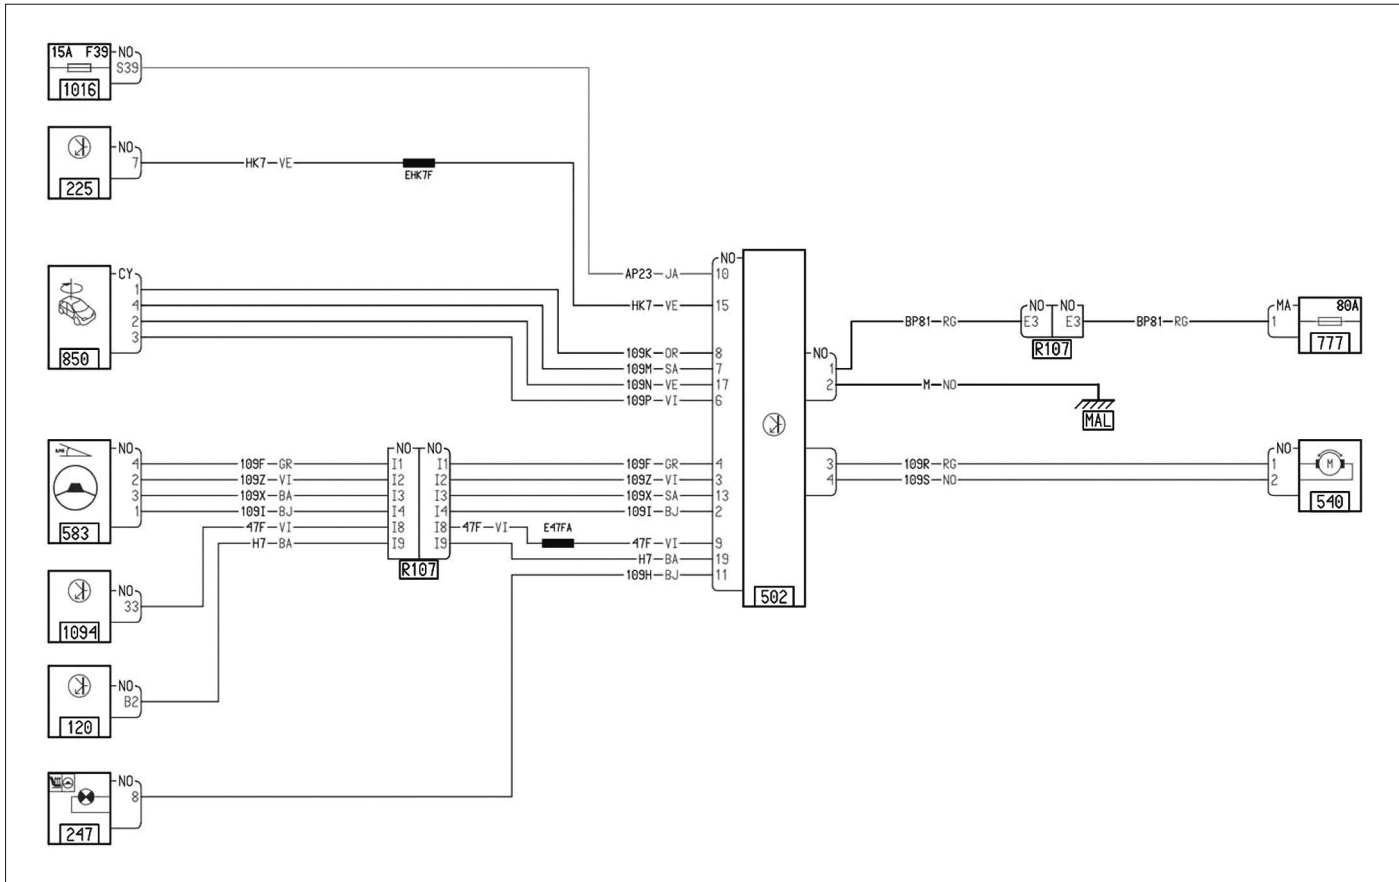 15A F39 NO
S39
1016
NO
7
225
HK7 VE
EHK7F
CY
1
4
2
3
850
AP23 JA
HK7 VE
109K OR
109M SA
109N VE
109P VI
NO
10
15
8
7
17
6
4
3
13
2
9
19
11
502
NO
1
2
3
4
BP81 RG
NO NO
E3 E3
R107
BP81 RG
MA 80A
1
777
M NO
MAL
109R RG
109S NO
NO
1
2
M
540
NO
4
2
3
1
583
109F GR
109Z VI
109X BA
109I BJ
47F VI
H7 BA
NO NO
I1 I1
I2 I2
I3 I3
I4 I4
I8 I8
I9 I9
R107
47F VI
E47FA
109F GR
109Z VI
109X SA
109I BJ
47F VI
H7 BA
109H BJ
NO
33
1094
NO
B2
120
NO
8
247